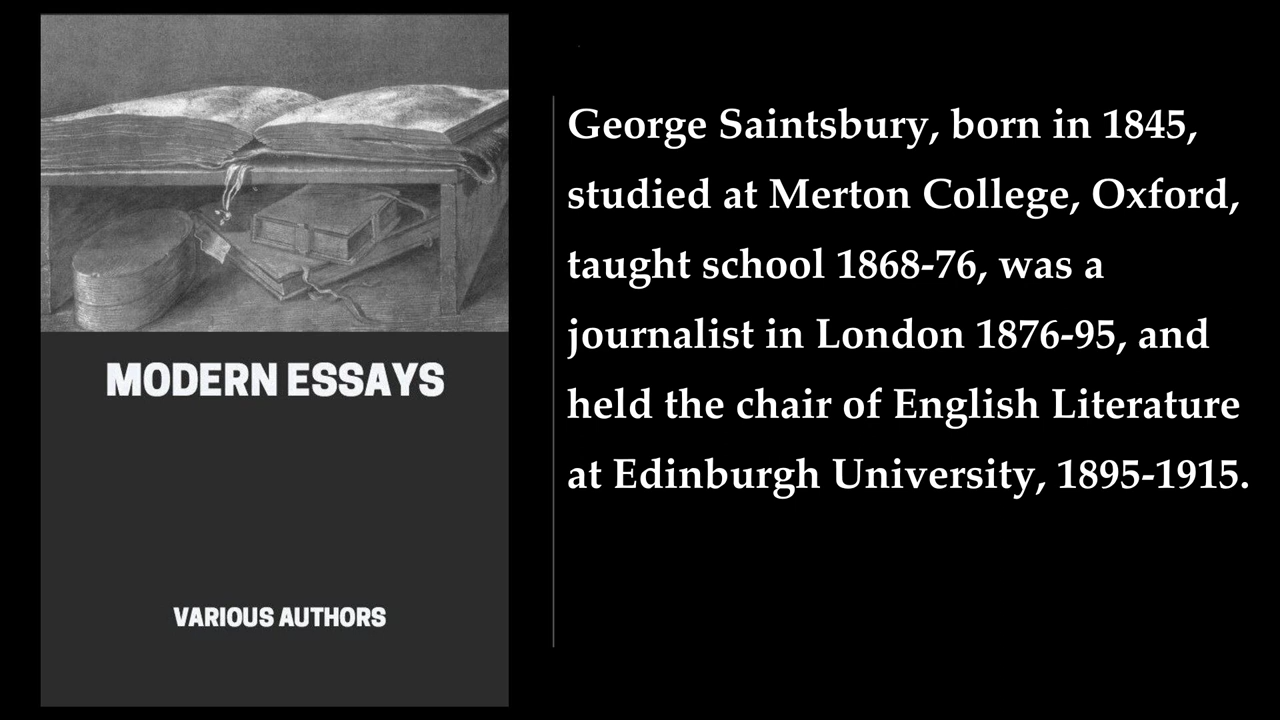 MODERN ESSAYS
VARIOUS AUTHORS
George Saintsbury, born in 1845,
studied at Merton College, Oxford,
taught school 1868-76, was a
journalist in London 1876-95, and
held the chair of English Literature
at Edinburgh University, 1895-1915.